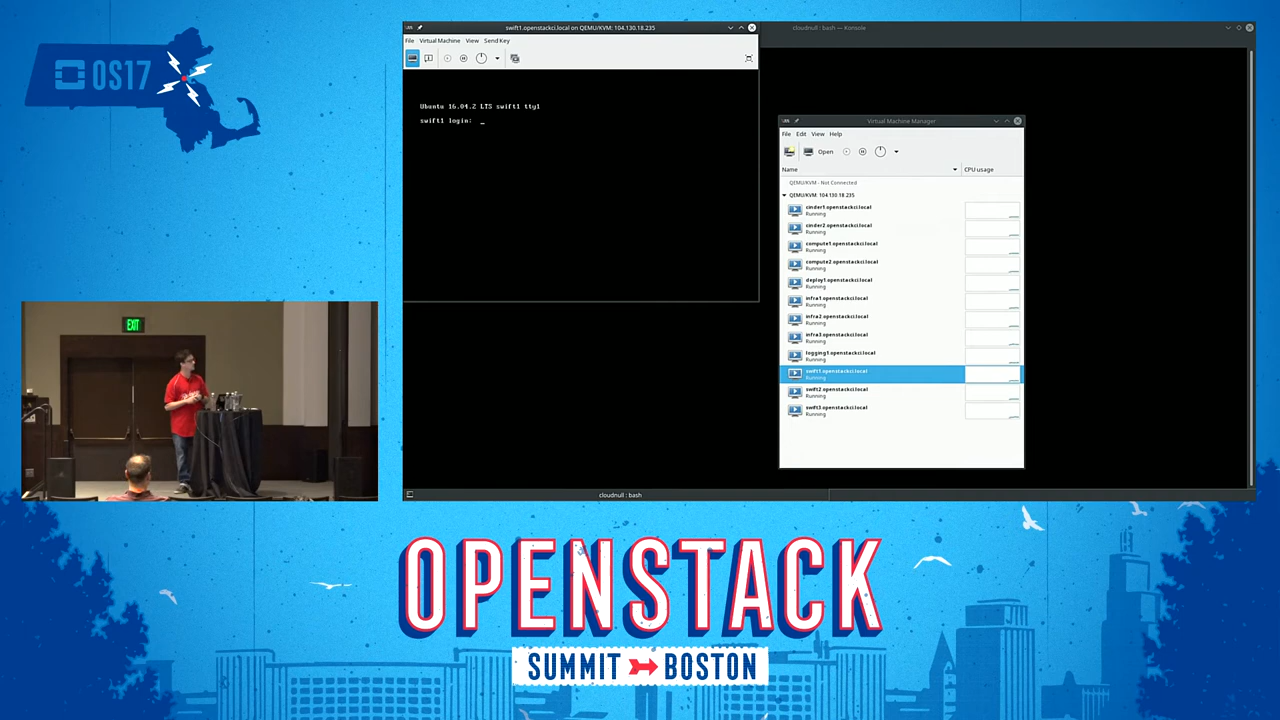 OS17
swift1.openstackci.local on QEMU/KVM: 104.130.18.235
File Virtual Machine View Send Key
Ubuntu 16.04.2 LTS swift1 tty1
swift1 login: _
cloudnull : bash — Konsole
Virtual Machine Manager
File Edit View Help
Open
Name CPU usage
QEMU/KVM - Not Connected
QEMU/KVM: 104.130.18.235
cinder1.openstackci.local
Running
cinder2.openstackci.local
Running
compute1.openstackci.local
Running
compute2.openstackci.local
Running
deploy1.openstackci.local
Running
infra1.openstackci.local
Running
infra2.openstackci.local
Running
infra3.openstackci.local
Running
logging1.openstackci.local
Running
swift1.openstackci.local
Running
swift2.openstackci.local
Running
swift3.openstackci.local
Running
cloudnull : bash
EXIT
OPENSTACK
SUMMIT BOSTON